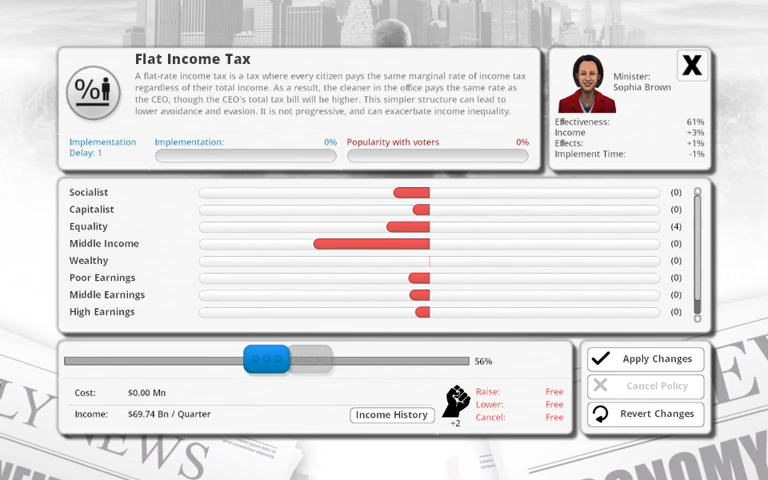 Flat Income Tax
A flat-rate income tax is a tax where every citizen pays the same marginal rate of income tax
regardless of their total income. As a result, the cleaner in the office pays the same rate as
the CEO, though the CEO's total tax bill will be higher. This simpler structure can lead to
lower avoidance and evasion. It is not progressive, and can exacerbate income inequality.
Implementation
Delay: 1
Implementation: 0%
Popularity with voters 0%
Minister:
Sophia Brown
X
Effectiveness: 61%
Income +3%
Effects: +1%
Implement Time: -1%
Socialist (0)
Capitalist (0)
Equality (4)
Middle Income (0)
Wealthy (0)
Poor Earnings (0)
Middle Earnings (0)
High Earnings (0)
56%
Cost: $0.00 Mn
Income: $69.74 Bn / Quarter
Income History
+2
Raise: Free
Lower: Free
Cancel: Free
Apply Changes
Cancel Policy
Revert Changes
LY NEWS
ONOMY